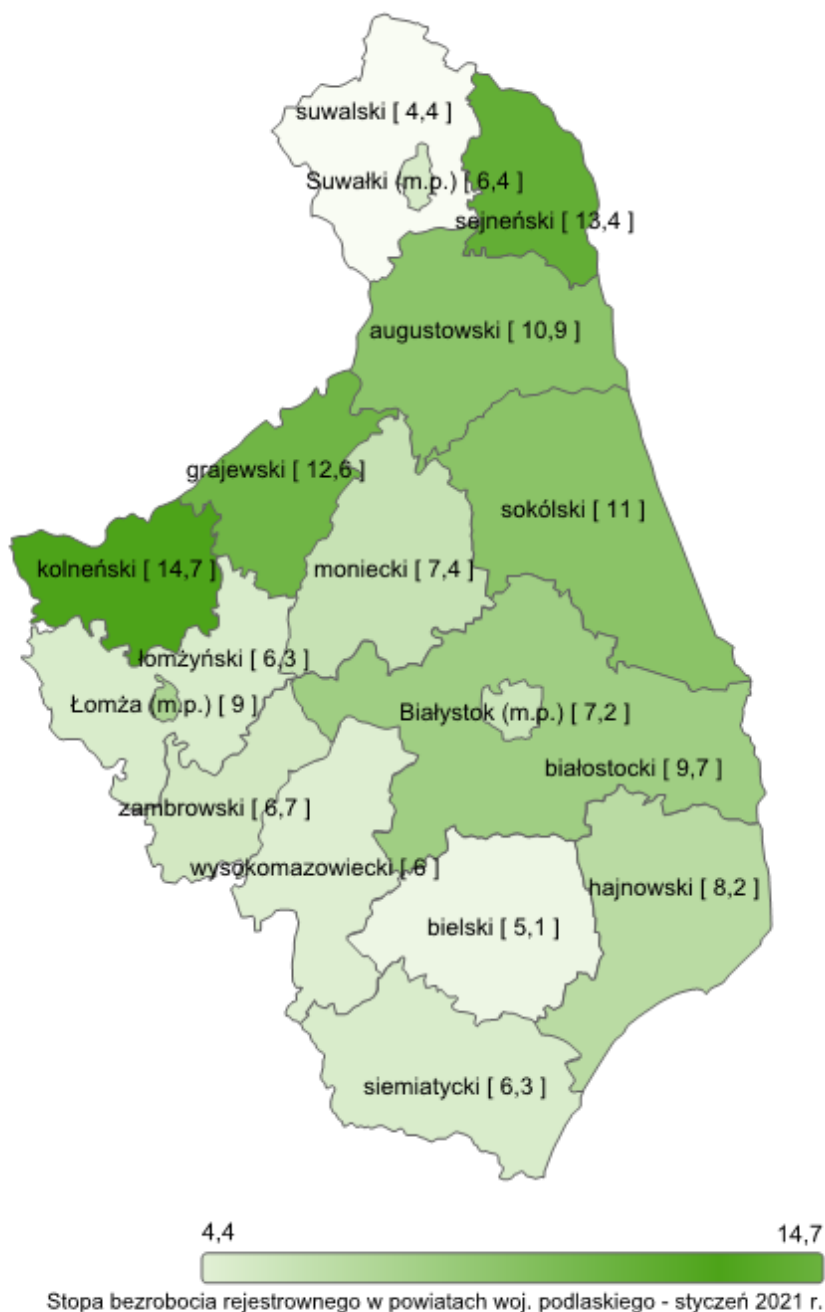 suwalski [ 4,4 ]
Suwałki (m.p.) [ 6,4 ]
sejneński [ 13,4 ]
augustowski [ 10,9 ]
grajewski [ 12,6 ]
sokólski [ 11 ]
kolneński [ 14,7 ]
moniecki [ 7,4 ]
łomżyński [ 6,3 ]
Łomża (m.p.) [ 9 ]
Białystok (m.p.) [ 7,2 ]
białostocki [ 9,7 ]
zambrowski [ 6,7 ]
wysokomazowiecki [ 6 ]
hajnowski [ 8,2 ]
bielski [ 5,1 ]
siemiatycki [ 6,3 ]
4,4
14,7
Stopa bezrobocia rejestrownego w powiatach woj. podlaskiego - styczeń 2021 r.